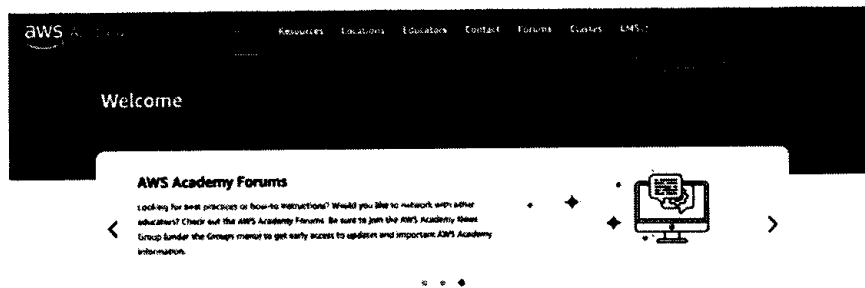 aws
Resources Locations Educators Contact Forums Courses LMS
Welcome
AWS Academy Forums
Looking for best practices or how-to instructions? Would you like to network with other
educators? Check out the AWS Academy Forums. Be sure to join the AWS Academy News
Group (under the Groups menu) to get early access to updates and important AWS Academy
information.